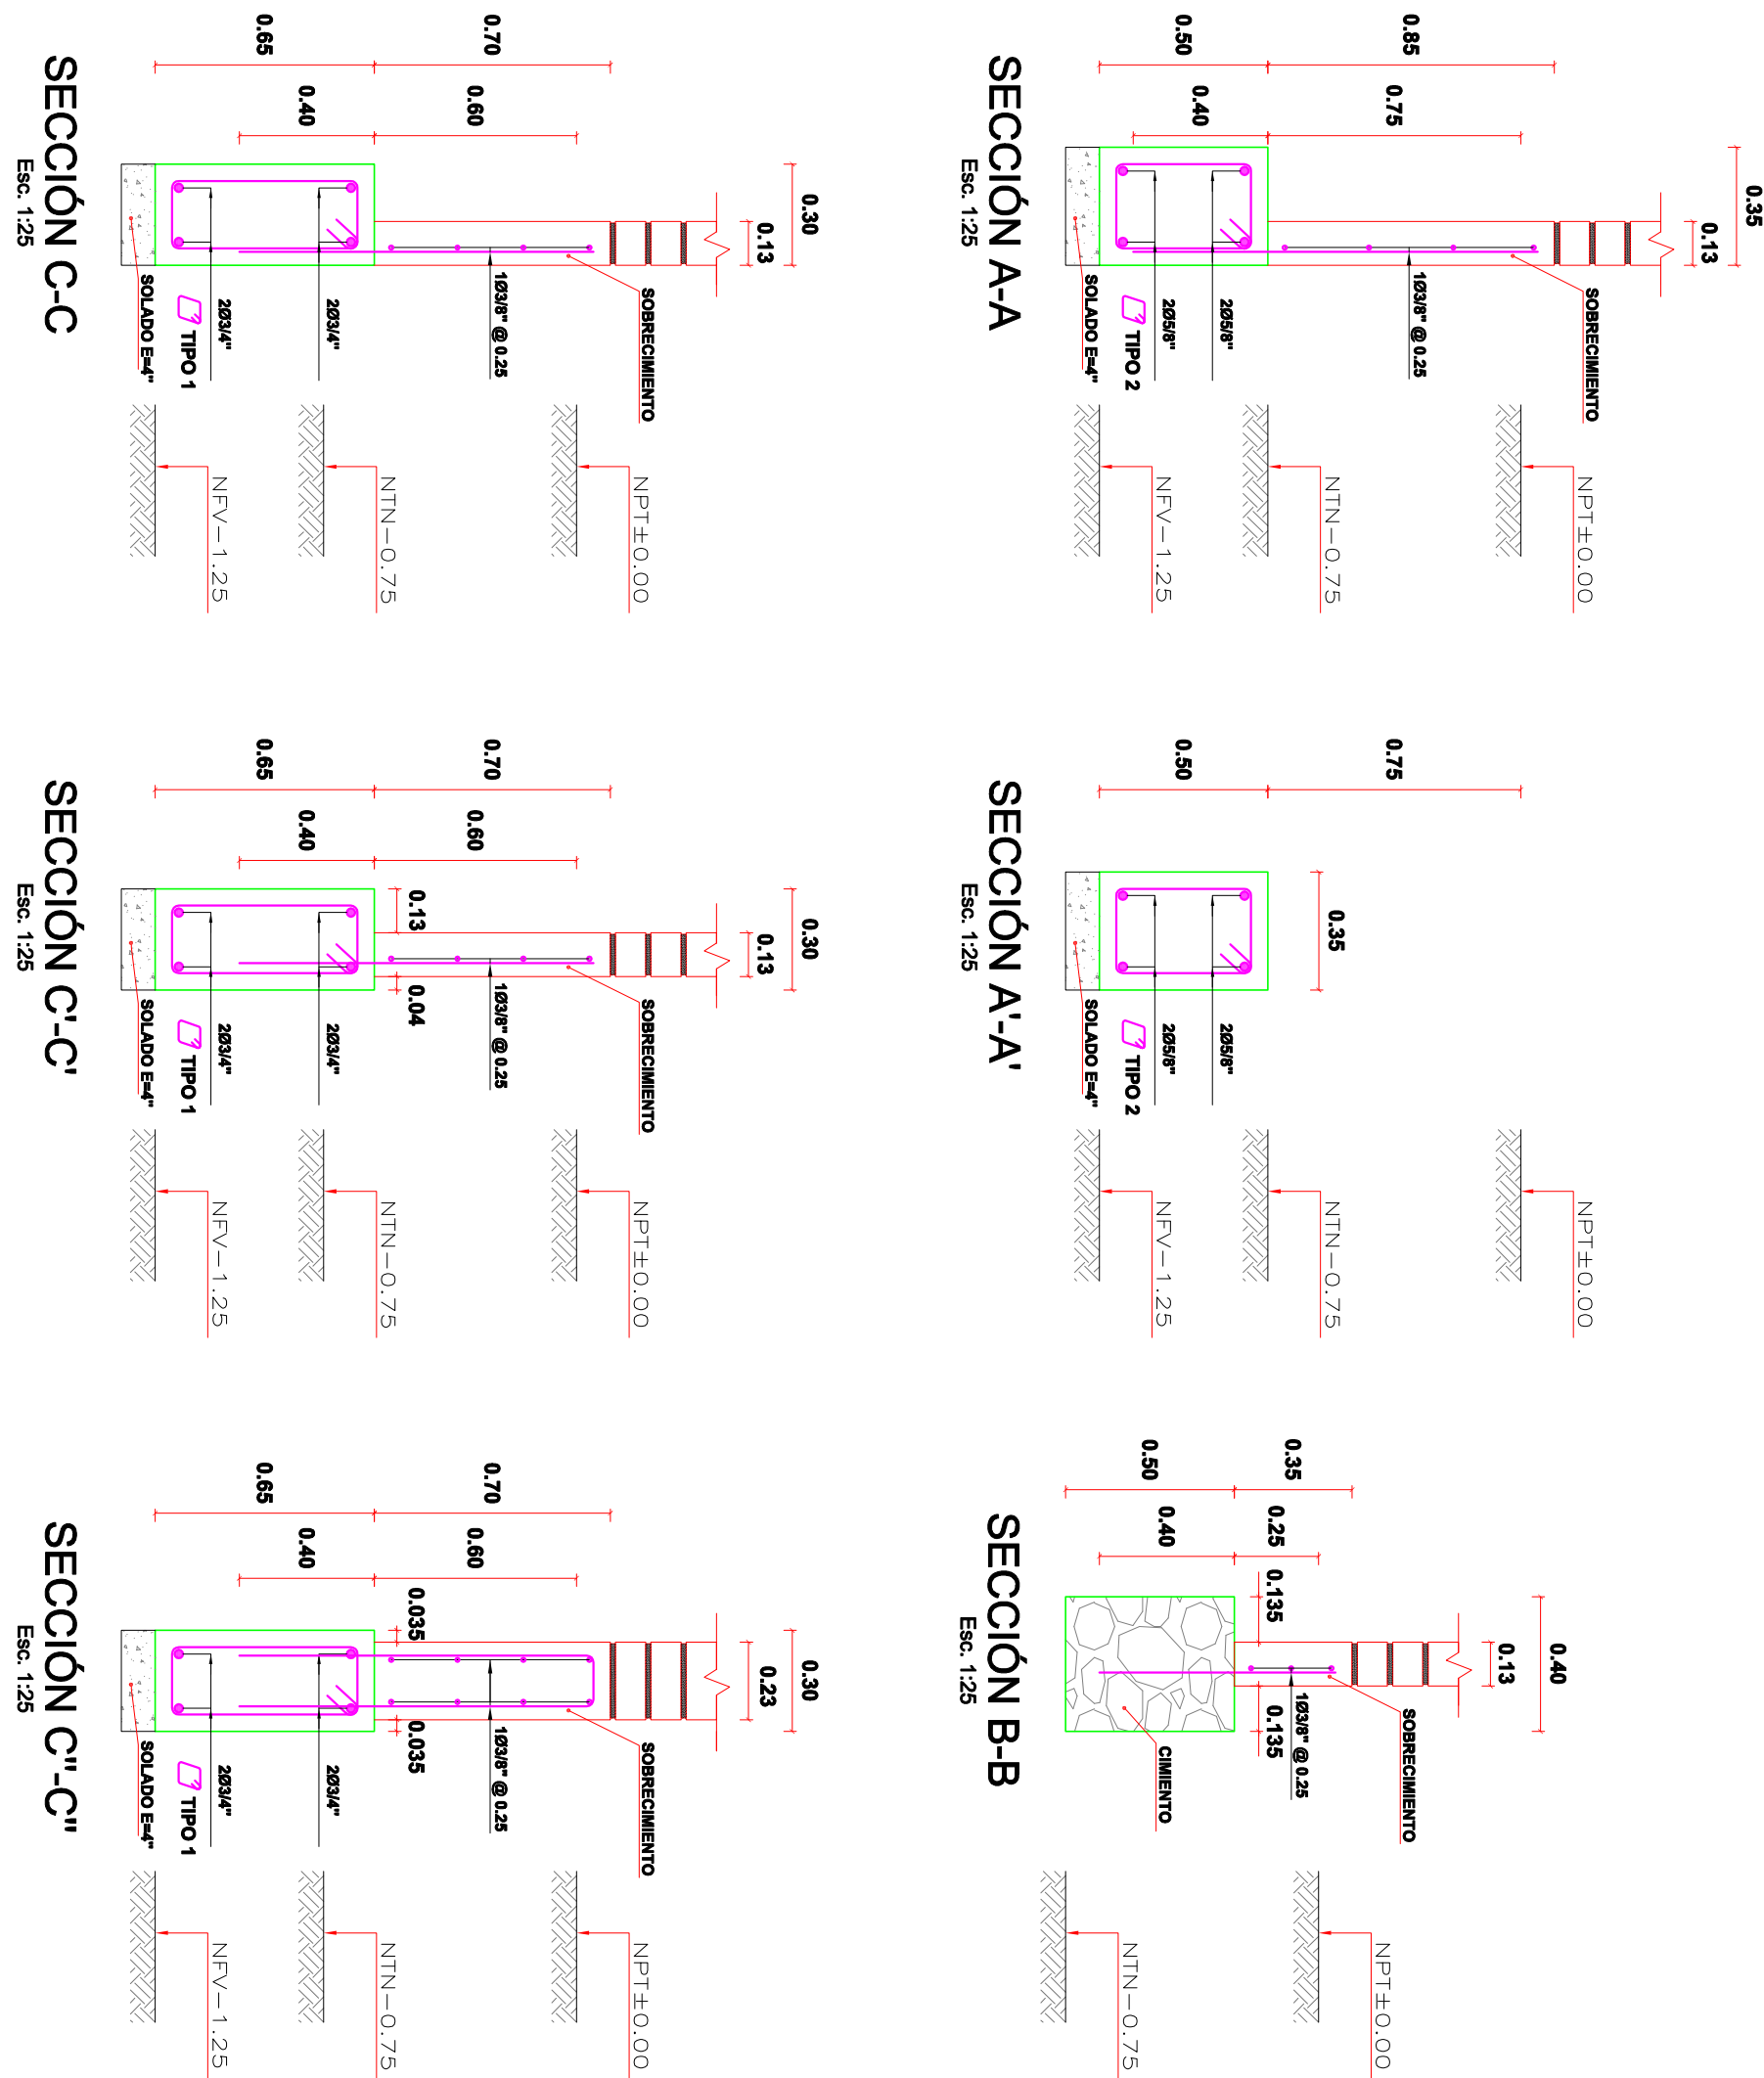 0.35
0.13
0.85
0.75
0.50
0.40
SOBRECIMIENTO
1Ø3/8" @ 0.25
2Ø5/8"
2Ø5/8"
TIPO 2
SOLADO E=4"
NPT±0.00
NTN-0.75
NFV-1.25
SECCIÓN A-A
Esc. 1:25
0.75
0.50
0.35
2Ø5/8"
2Ø5/8"
TIPO 2
SOLADO E=4"
NPT±0.00
NTN-0.75
NFV-1.25
SECCIÓN A'-A'
Esc. 1:25
0.40
0.13
0.35
0.25
0.135
0.135
0.50
0.40
SOBRECIMIENTO
1Ø3/8" @ 0.25
CIMIENTO
NPT±0.00
NTN-0.75
SECCIÓN B-B
Esc. 1:25
0.30
0.13
0.70
0.60
0.65
0.40
SOBRECIMIENTO
1Ø3/8" @ 0.25
2Ø3/4"
2Ø3/4"
TIPO 1
SOLADO E=4"
NPT±0.00
NTN-0.75
NFV-1.25
SECCIÓN C-C
Esc. 1:25
0.30
0.13
0.70
0.60
0.13
0.04
0.65
0.40
SOBRECIMIENTO
1Ø3/8" @ 0.25
2Ø3/4"
2Ø3/4"
TIPO 1
SOLADO E=4"
NPT±0.00
NTN-0.75
NFV-1.25
SECCIÓN C'-C'
Esc. 1:25
0.30
0.23
0.70
0.60
0.035
0.035
0.65
0.40
SOBRECIMIENTO
1Ø3/8" @ 0.25
2Ø3/4"
2Ø3/4"
TIPO 1
SOLADO E=4"
NPT±0.00
NTN-0.75
NFV-1.25
SECCIÓN C''-C''
Esc. 1:25